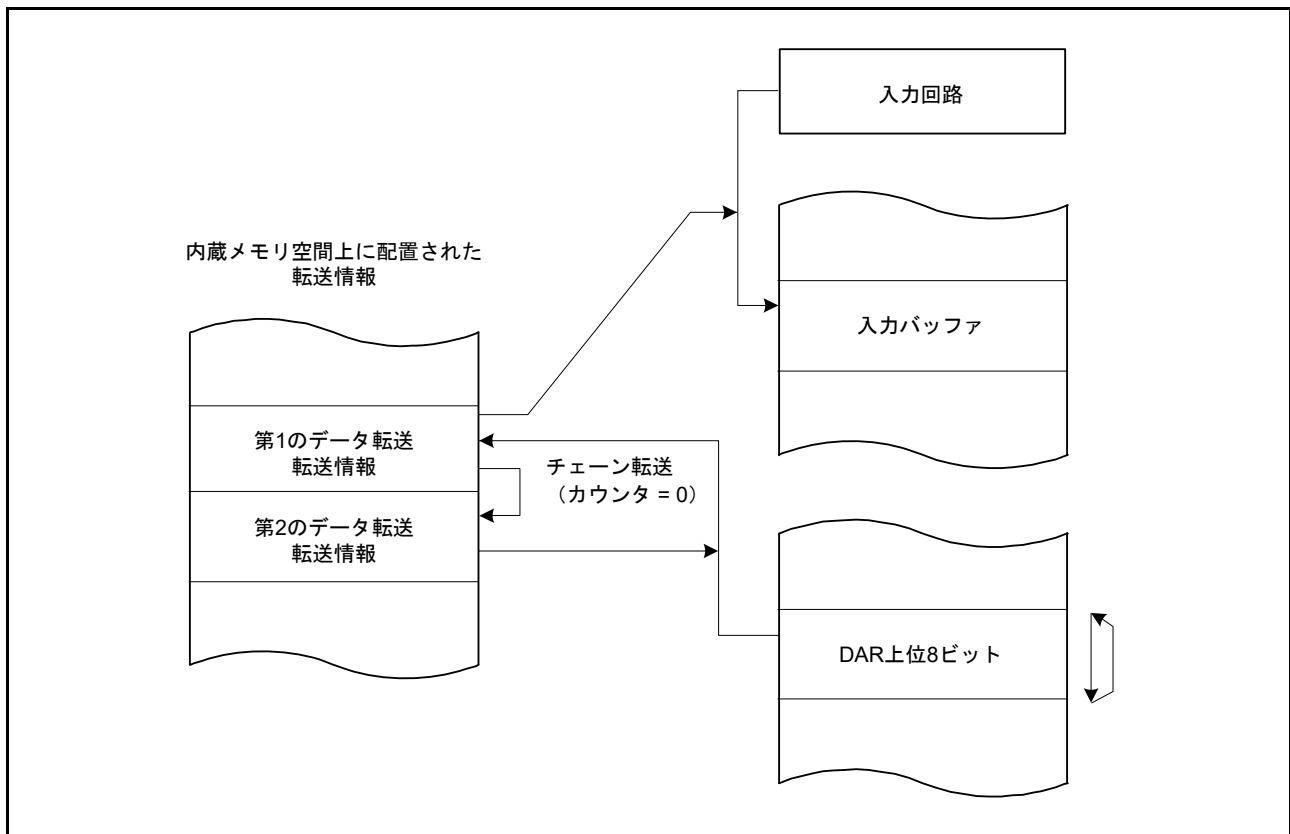 入力回路
内蔵メモリ空間上に配置された
転送情報
入力バッファ
第1のデータ転送
転送情報
チェーン転送
（カウンタ = 0）
第2のデータ転送
転送情報
DAR上位8ビット